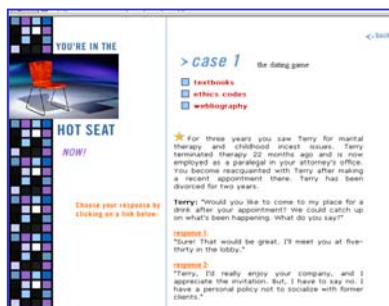 <- back
YOU'RE IN THE
HOT SEAT
NOW!
Choose your response by
clicking on a link below.
> case 1 the dating game
textbooks
ethics codes
webliography
For three years you saw Terry for marital
therapy and childhood incest issues. Terry
terminated therapy 22 months ago and is now
employed as a paralegal in your attorney's office.
You become reacquainted with Terry after making
a recent appointment there. Terry has been
divorced for two years.
Terry: "Would you like to come to my place for a
drink after your appointment? We could catch up
on what's been happening. What do you say?"
response 1:
"Sure! That would be great. I'll meet you at five-
thirty in the lobby."
response 2:
"Terry, I'd really enjoy your company, and I
appreciate the invitation. But, I have to say no. I
have a personal policy not to socialize with former
clients."